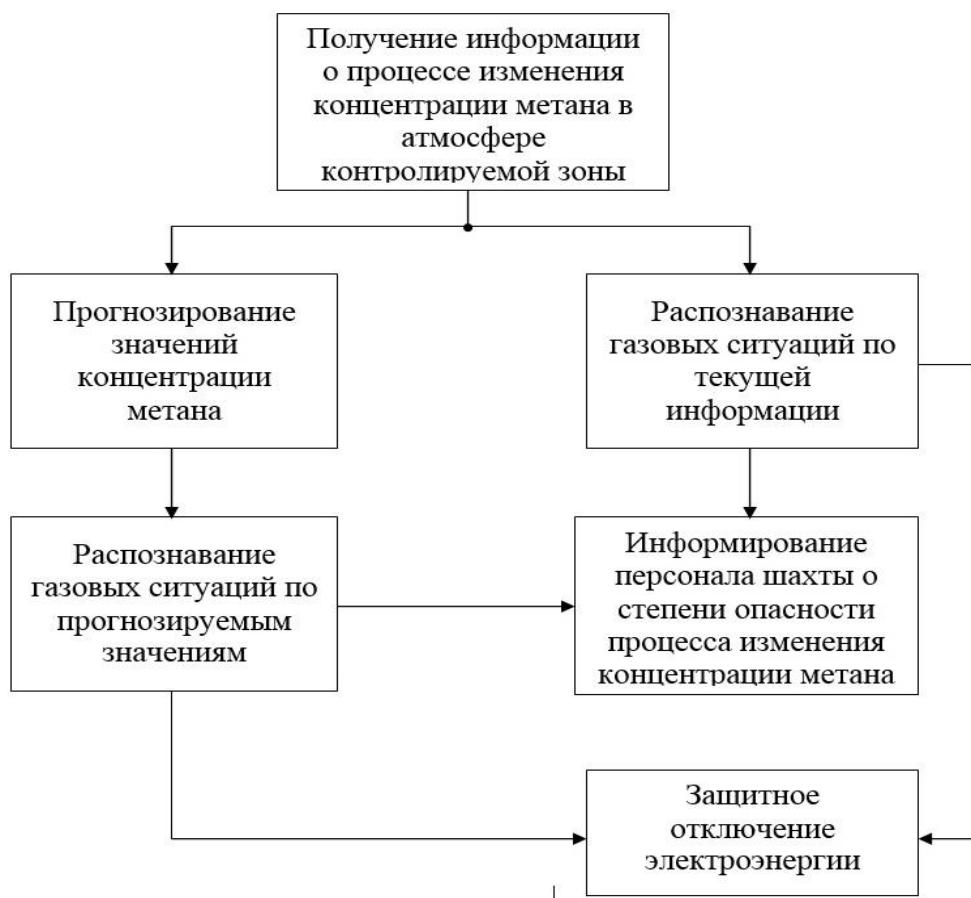 Получение информации
о процессе изменения
концентрации метана в
атмосфере
контролируемой зоны
Прогнозирование
значений
концентрации
метана
Распознавание
газовых ситуаций по
текущей
информации
Распознавание
газовых ситуаций по
прогнозируемым
значениям
Информирование
персонала шахты о
степени опасности
процесса изменения
концентрации метана
Защитное
отключение
электроэнергии